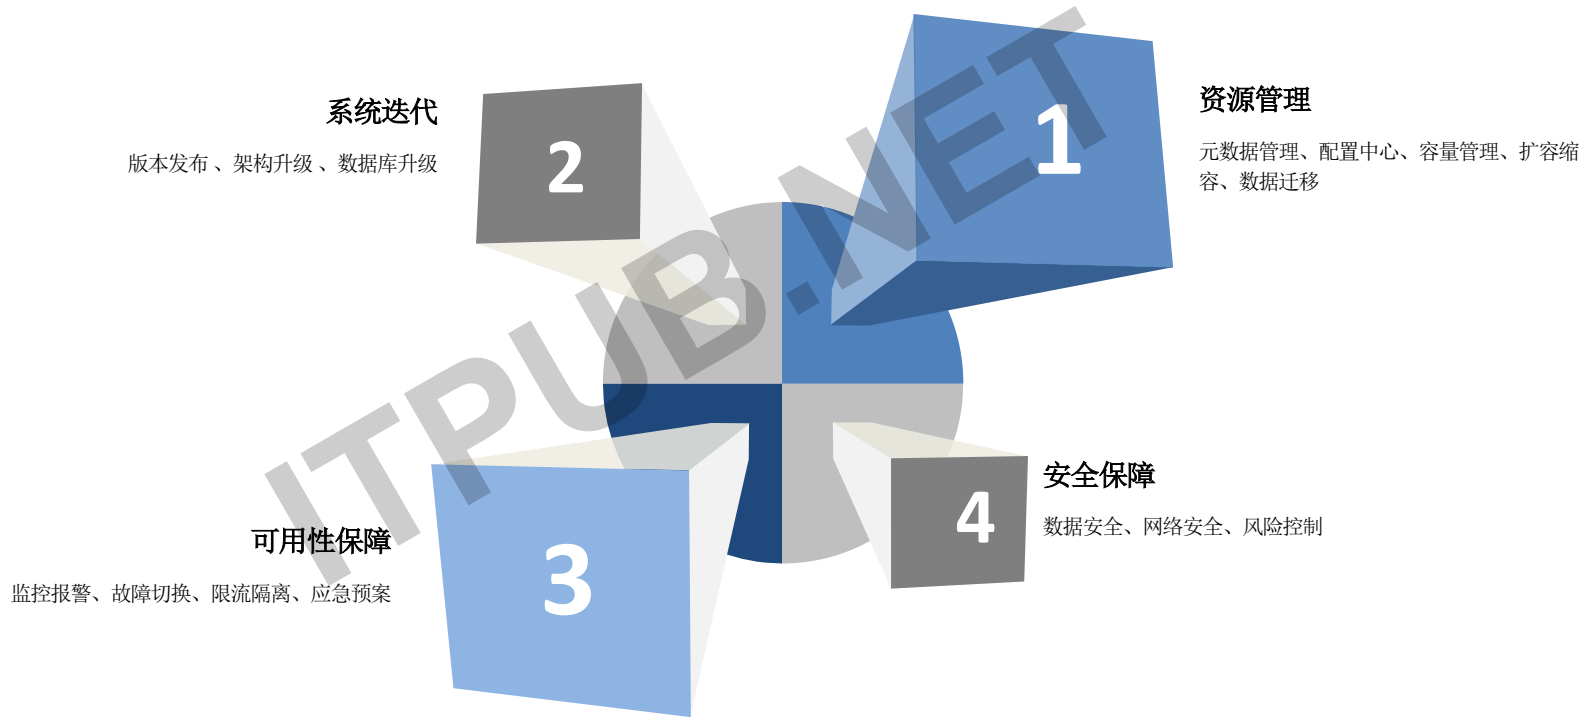 1
资源管理
元数据管理、配置中心、容量管理、扩容缩
容、数据迁移
2
系统迭代
版本发布 、架构升级 、数据库升级
3
可用性保障
监控报警、故障切换、限流隔离、应急预案
4
安全保障
数据安全、网络安全、风险控制
ITPUB.NET